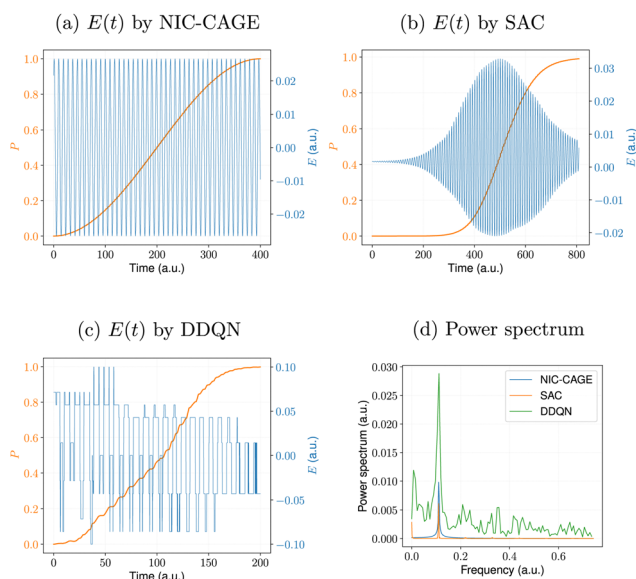 (a) E(t) by NIC-CAGE
(b) E(t) by SAC
1.0
0.8
0.6
0.4
0.2
0.0
P
0.02
0.01
0.00
−0.01
−0.02
E (a.u.)
0 100 200 300 400
Time (a.u.)
1.0
0.8
0.6
0.4
0.2
0.0
P
0.03
0.02
0.01
0.00
−0.01
−0.02
E (a.u.)
0 200 400 600 800
Time (a.u.)
(c) E(t) by DDQN
(d) Power spectrum
1.0
0.8
0.6
0.4
0.2
0.0
P
0.10
0.05
0.00
−0.05
−0.10
E (a.u.)
0 50 100 150 200
Time (a.u.)
0.030
0.025
0.020
0.015
0.010
0.005
0.000
Power spectrum (a.u.)
NIC-CAGE
SAC
DDQN
0.0 0.2 0.4 0.6
Frequency (a.u.)